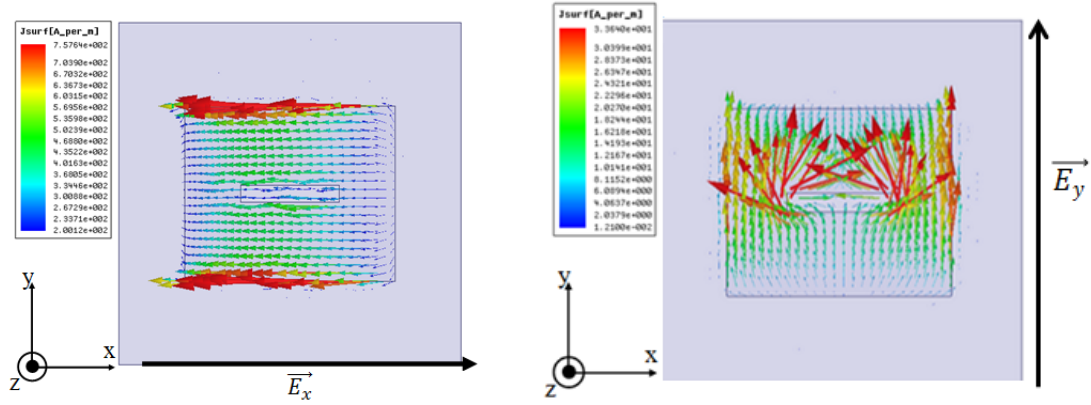 Jsurf[A_per_m]
7.5764e+002
7.0390e+002
6.7032e+002
6.3673e+002
6.0315e+002
5.6956e+002
5.3598e+002
5.0239e+002
4.6880e+002
4.3522e+002
4.0163e+002
3.6805e+002
3.3446e+002
3.0088e+002
2.6729e+002
2.3371e+002
2.0012e+002
y
x
z
E_x
Jsurf[A_per_m]
3.3640e+001
3.0399e+001
2.8373e+001
2.6347e+001
2.4321e+001
2.2296e+001
2.0270e+001
1.8244e+001
1.6218e+001
1.4193e+001
1.2167e+001
1.0141e+001
8.1152e+000
6.0894e+000
4.0637e+000
2.0379e+000
1.2100e-002
y
x
z
E_y